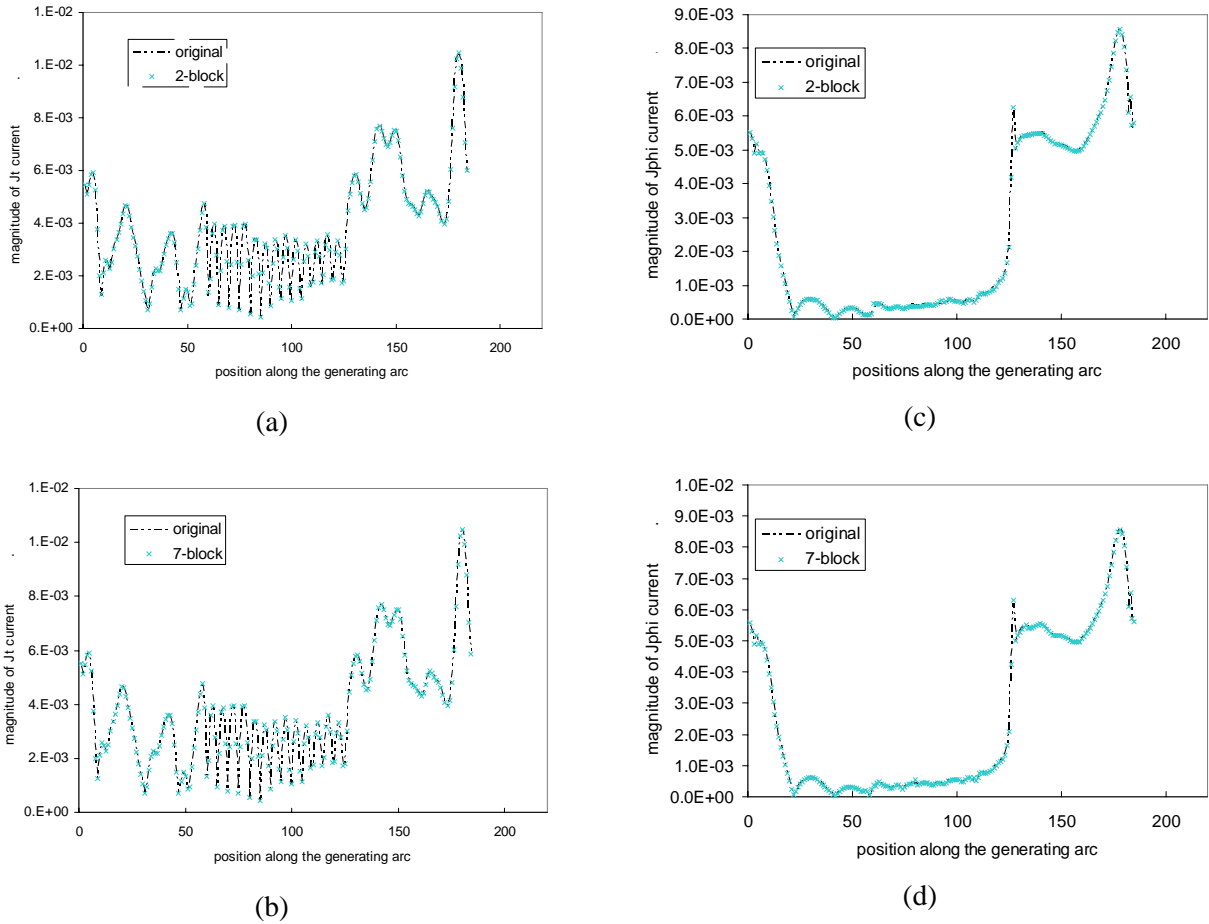 1.E-02
1.E-02
8.E-03
6.E-03
4.E-03
2.E-03
0.E+00
magnitude of Jt current
original
2-block
0 50 100 150 200
position along the generating arc
(a)
9.0E-03
8.0E-03
7.0E-03
6.0E-03
5.0E-03
4.0E-03
3.0E-03
2.0E-03
1.0E-03
0.0E+00
magnitude of Jphi current
original
2-block
0 50 100 150 200
positions along the generating arc
(c)
1.E-02
1.E-02
8.E-03
6.E-03
4.E-03
2.E-03
0.E+00
magnitude of Jt current
original
7-block
0 50 100 150 200
position along the generating arc
(b)
1.0E-02
9.0E-03
8.0E-03
7.0E-03
6.0E-03
5.0E-03
4.0E-03
3.0E-03
2.0E-03
1.0E-03
0.0E+00
magnitude of Jphi current
original
7-block
0 50 100 150 200
position along the generating arc
(d)